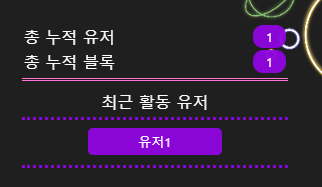 총 누적 유저 1
총 누적 블록 1
최근 활동 유저
유저1